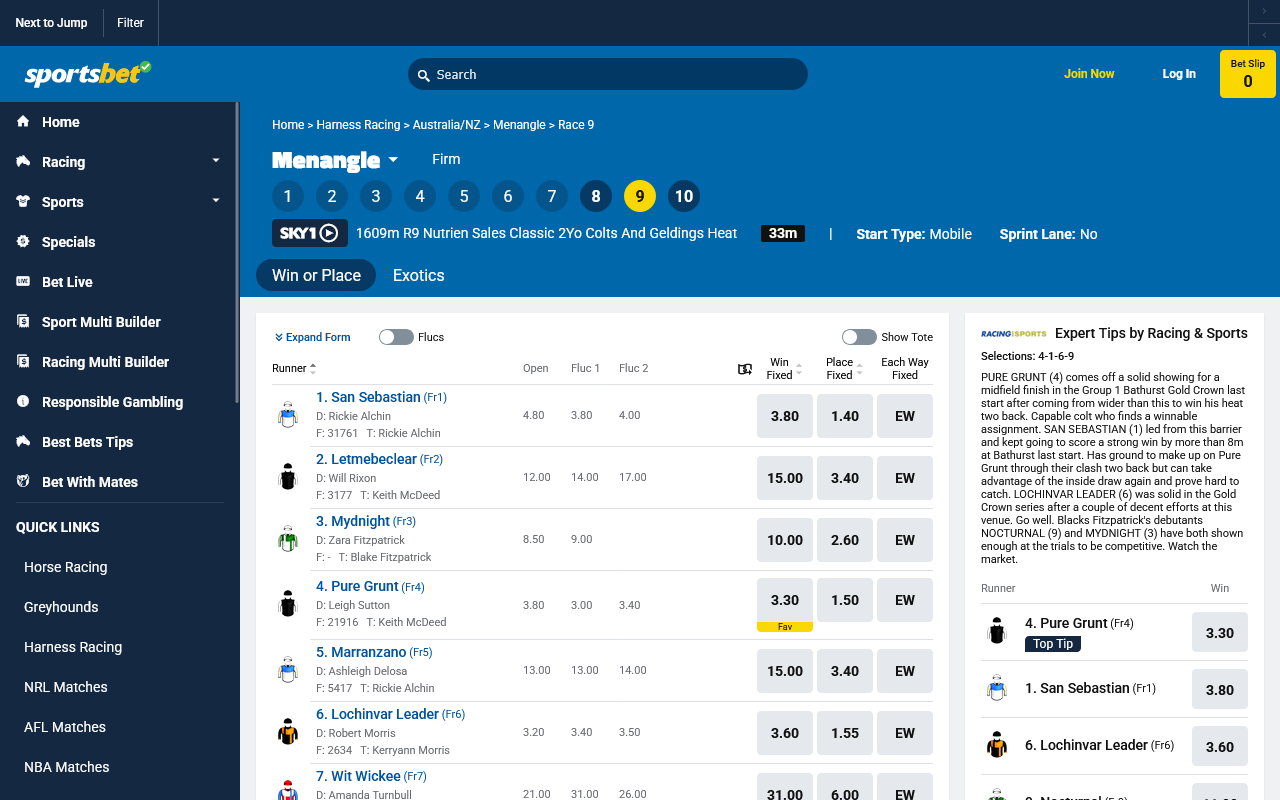 Next to Jump
Filter
sportsbet
Search
Join Now
Log In
Bet Slip
0
Home
Racing
Sports
Specials
Bet Live
Sport Multi Builder
Racing Multi Builder
Responsible Gambling
Best Bets Tips
Bet With Mates
QUICK LINKS
Horse Racing
Greyhounds
Harness Racing
NRL Matches
AFL Matches
NBA Matches
Home > Harness Racing > Australia/NZ > Menangle > Race 9
Menangle
Firm
1 2 3 4 5 6 7 8 9 10
SKY1 1609m R9 Nutrien Sales Classic 2Yo Colts And Geldings Heat 33m | Start Type: Mobile Sprint Lane: No
Win or Place
Exotics
Expand Form
Flucs
Show Tote
Runner Open Fluc 1 Fluc 2 Win Fixed Place Fixed Each Way Fixed
1. San Sebastian (Fr1)
D: Rickie Alchin
F: 31761 T: Rickie Alchin
4.80 3.80 4.00 3.80 1.40 EW
2. Letmebeclear (Fr2)
D: Will Rixon
F: 3177 T: Keith McDeed
12.00 14.00 17.00 15.00 3.40 EW
3. Mydnight (Fr3)
D: Zara Fitzpatrick
F: - T: Blake Fitzpatrick
8.50 9.00 10.00 2.60 EW
4. Pure Grunt (Fr4)
D: Leigh Sutton
F: 21916 T: Keith McDeed
3.80 3.00 3.40 3.30 1.50 EW
Fav
5. Marranzano (Fr5)
D: Ashleigh Delosa
F: 5417 T: Rickie Alchin
13.00 13.00 14.00 15.00 3.40 EW
6. Lochinvar Leader (Fr6)
D: Robert Morris
F: 2634 T: Kerryann Morris
3.20 3.40 3.50 3.60 1.55 EW
7. Wit Wickee (Fr7)
D: Amanda Turnbull
21.00 31.00 26.00 31.00 6.00 EW
RACING SPORTS Expert Tips by Racing & Sports
Selections: 4-1-6-9
PURE GRUNT (4) comes off a solid showing for a
midfield finish in the Group 1 Bathurst Gold Crown last
start after coming from wider than this to win his heat
two back. Capable colt who finds a winnable
assignment. SAN SEBASTIAN (1) led from this barrier
and kept going to score a strong win by more than 8m
at Bathurst last start. Has ground to make up on Pure
Grunt through their clash two back but can take
advantage of the inside draw again and prove hard to
catch. LOCHINVAR LEADER (6) was solid in the Gold
Crown series after a couple of decent efforts at this
venue. Go well. Blacks Fitzpatrick's debutants
NOCTURNAL (9) and MYDNIGHT (3) have both shown
enough at the trials to be competitive. Watch the
market.
Runner Win
4. Pure Grunt (Fr4)
Top Tip
3.30
1. San Sebastian (Fr1)
3.80
6. Lochinvar Leader (Fr6)
3.60